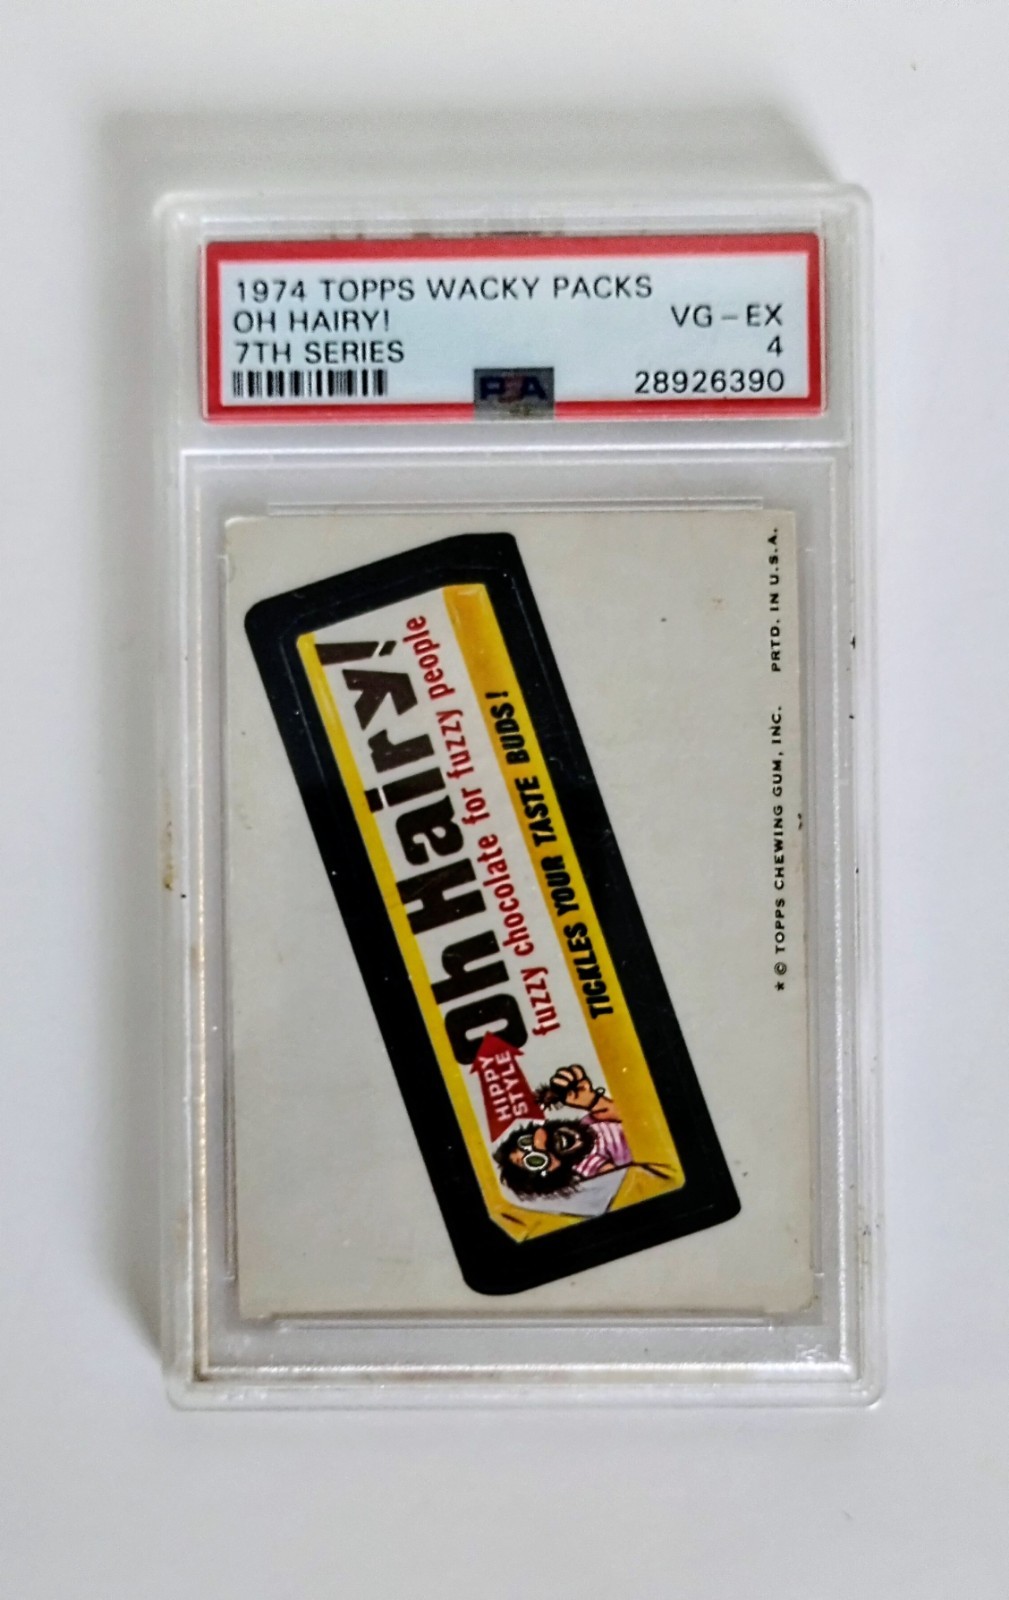 1974 TOPPS WACKY PACKS
OH HAIRY!
7TH SERIES
VG-EX
4
28926390
PSA
Oh Hairy!
fuzzy chocolate for fuzzy people
TICKLES YOUR TASTE BUDS!
HIPPY
STYLE
★ © TOPPS CHEWING GUM, INC. PRTD. IN U.S.A.